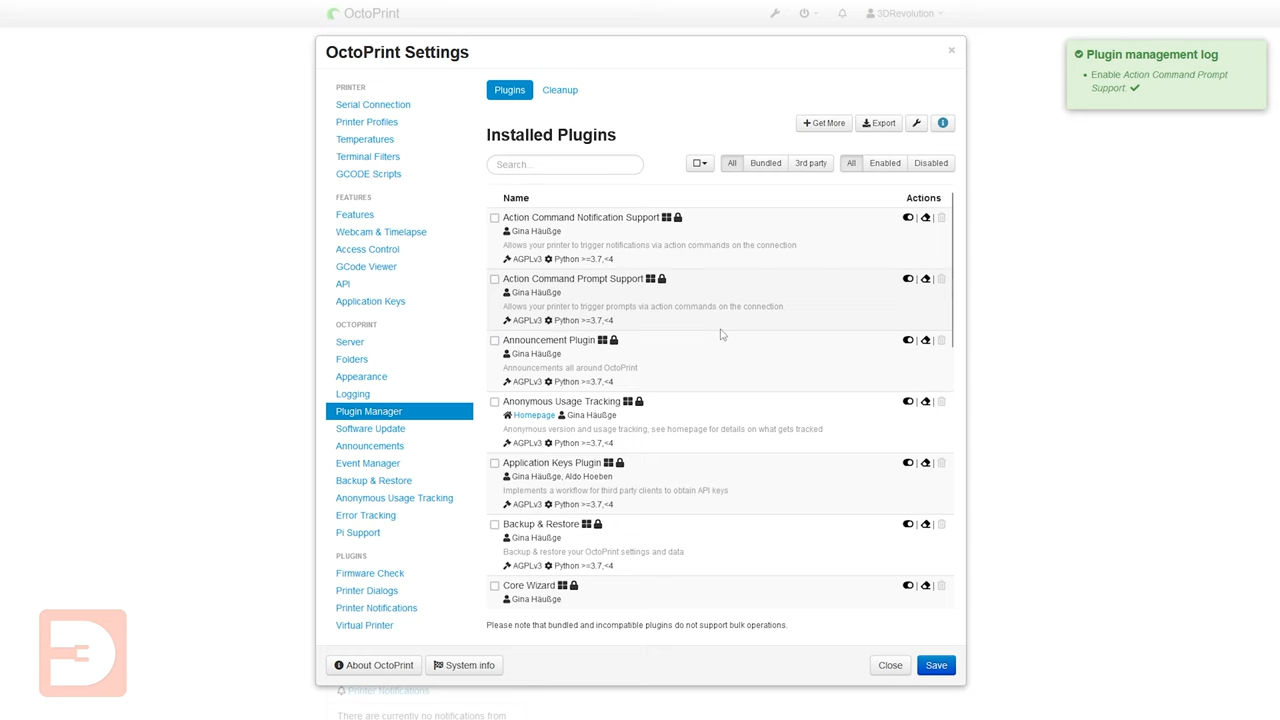 OctoPrint
3DRevolution
OctoPrint Settings
×
Plugin management log
Enable Action Command Prompt
Support.
PRINTER
Serial Connection
Printer Profiles
Temperatures
Terminal Filters
GCODE Scripts
FEATURES
Features
Webcam & Timelapse
Access Control
GCode Viewer
API
Application Keys
OCTOPRINT
Server
Folders
Appearance
Logging
Plugin Manager
Software Update
Announcements
Event Manager
Backup & Restore
Anonymous Usage Tracking
Error Tracking
Pi Support
PLUGINS
Firmware Check
Printer Dialogs
Printer Notifications
Virtual Printer
Plugins Cleanup
Get More Export
Installed Plugins
Search...
All Bundled 3rd party All Enabled Disabled
Name Actions
Action Command Notification Support
Gina Häußge
Allows your printer to trigger notifications via action commands on the connection
AGPLv3 Python >=3.7,<4
Action Command Prompt Support
Gina Häußge
Allows your printer to trigger prompts via action commands on the connection
AGPLv3 Python >=3.7,<4
Announcement Plugin
Gina Häußge
Announcements all around OctoPrint
AGPLv3 Python >=3.7,<4
Anonymous Usage Tracking
Homepage Gina Häußge
Anonymous version and usage tracking, see homepage for details on what gets tracked
AGPLv3 Python >=3.7,<4
Application Keys Plugin
Gina Häußge, Aldo Hoeben
Implements a workflow for third party clients to obtain API keys
AGPLv3 Python >=3.7,<4
Backup & Restore
Gina Häußge
Backup & restore your OctoPrint settings and data
AGPLv3 Python >=3.7,<4
Core Wizard
Gina Häußge
Please note that bundled and incompatible plugins do not support bulk operations.
About OctoPrint System info Close Save
Printer Notifications
There are currently no notifications from